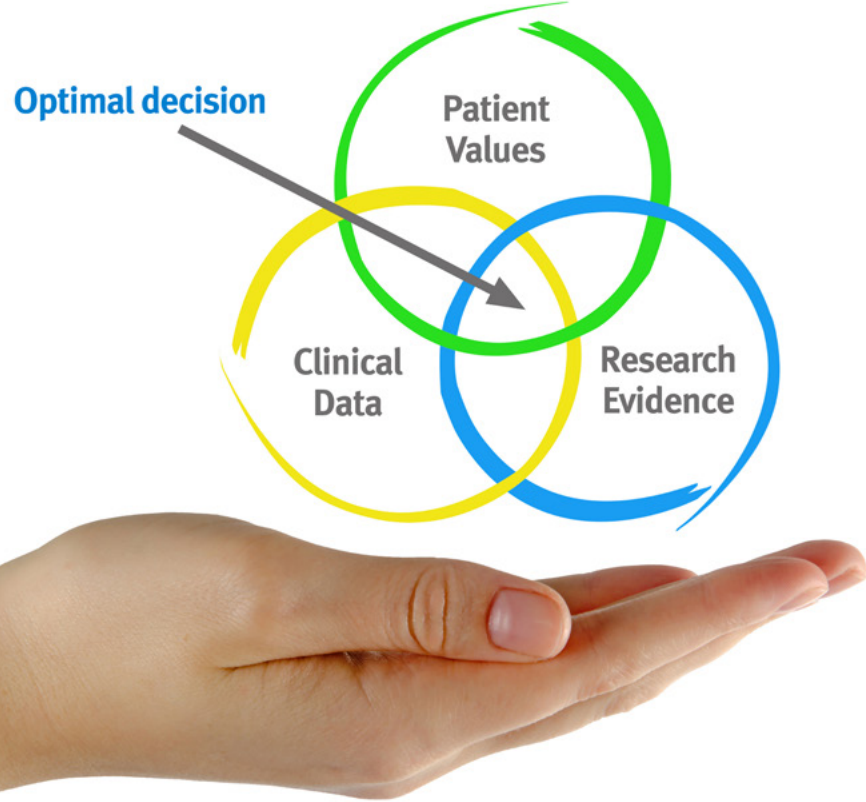 Optimal decision
Patient
Values
Clinical
Data
Research
Evidence